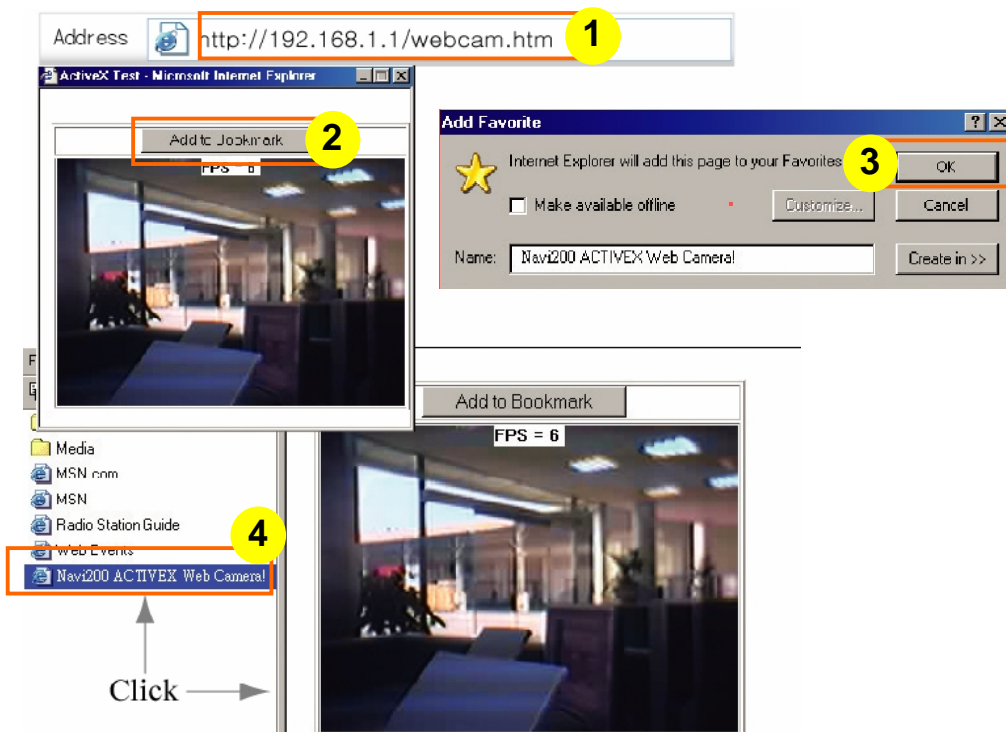 Address http://192.168.1.1/webcam.htm 1
ActiveX Test - Microsoft Internet Explorer
Add to Bookmark 2
FPS = 6
Add Favorite
Internet Explorer will add this page to your Favorites 3 OK
Make available offline Customize... Cancel
Name: Navi200 ACTIVEX Web Camera! Create in >>
Add to Bookmark
FPS = 6
F
Media
MSN.com
MSN
Radio Station Guide
4
Web Events
Navi200 ACTIVEX Web Camera!
Click